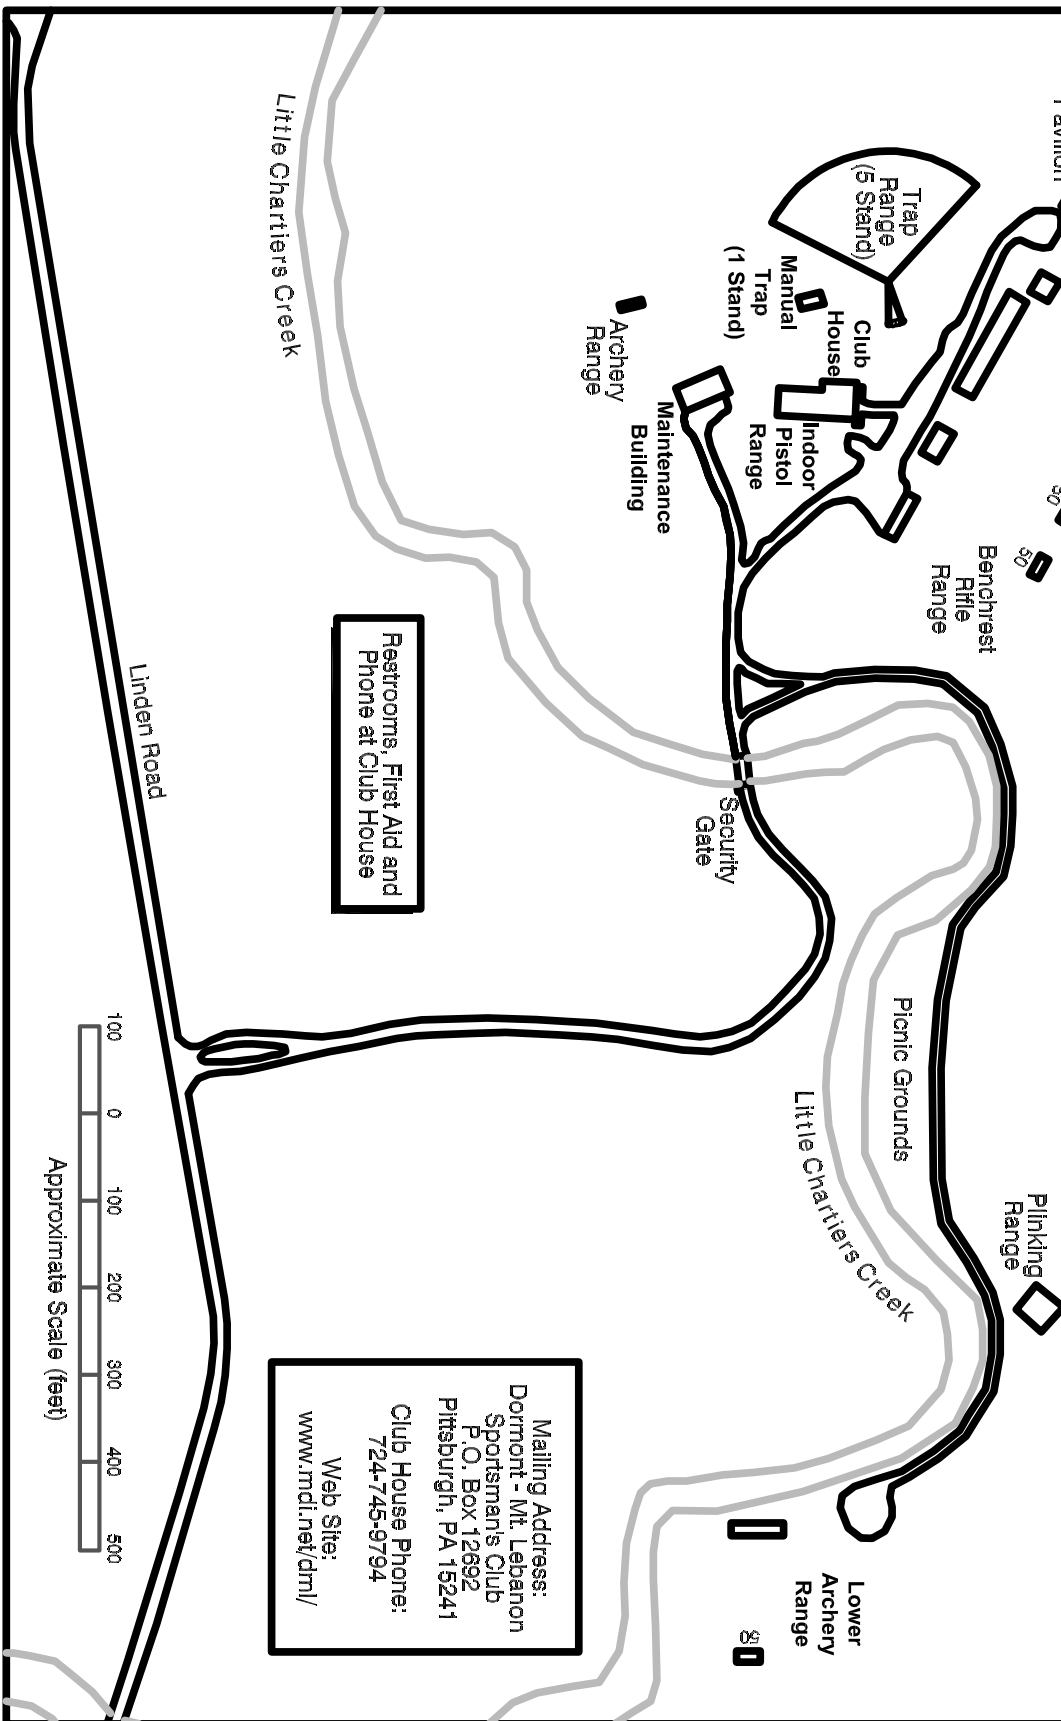 Pavilion
Trap
Range
(5 Stand)
Manual
Trap
(1 Stand)
Club
House
Indoor
Pistol
Range
Archery
Range
Maintenance
Building
Benchrest
Rifle
Range
50
Little Chartiers Creek
Restrooms, First Aid and
Phone at Club House
Security
Gate
Linden Road
Picnic Grounds
Little Chartiers Creek
Plinking
Range
Lower
Archery
Range
100 0 100 200 300 400 500
Approximate Scale (feet)
Mailing Address:
Dormont - Mt. Lebanon
Sportsman's Club
P.O. Box 12692
Pittsburgh, PA 15241
Club House Phone:
724-745-9794
Web Site:
www.mdi.net/dml/